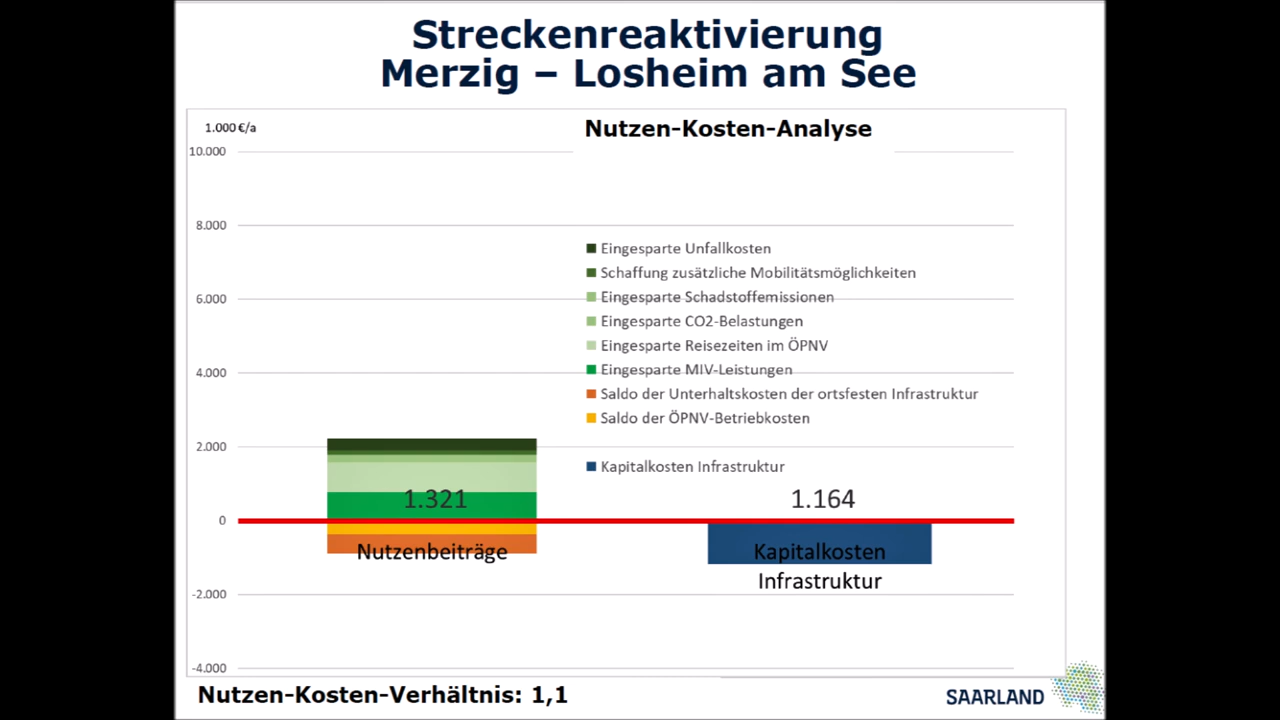 Streckenreaktivierung
Merzig – Losheim am See
1.000 €/a
Nutzen-Kosten-Analyse
10.000
8.000
6.000
4.000
2.000
0
-2.000
-4.000
Eingesparte Unfallkosten
Schaffung zusätzliche Mobilitätsmöglichkeiten
Eingesparte Schadstoffemissionen
Eingesparte CO2-Belastungen
Eingesparte Reisezeiten im ÖPNV
Eingesparte MIV-Leistungen
Saldo der Unterhaltskosten der ortsfesten Infrastruktur
Saldo der ÖPNV-Betriebkosten
Kapitalkosten Infrastruktur
1.321
1.164
Nutzenbeiträge
Kapitalkosten
Infrastruktur
Nutzen-Kosten-Verhältnis: 1,1
SAARLAND